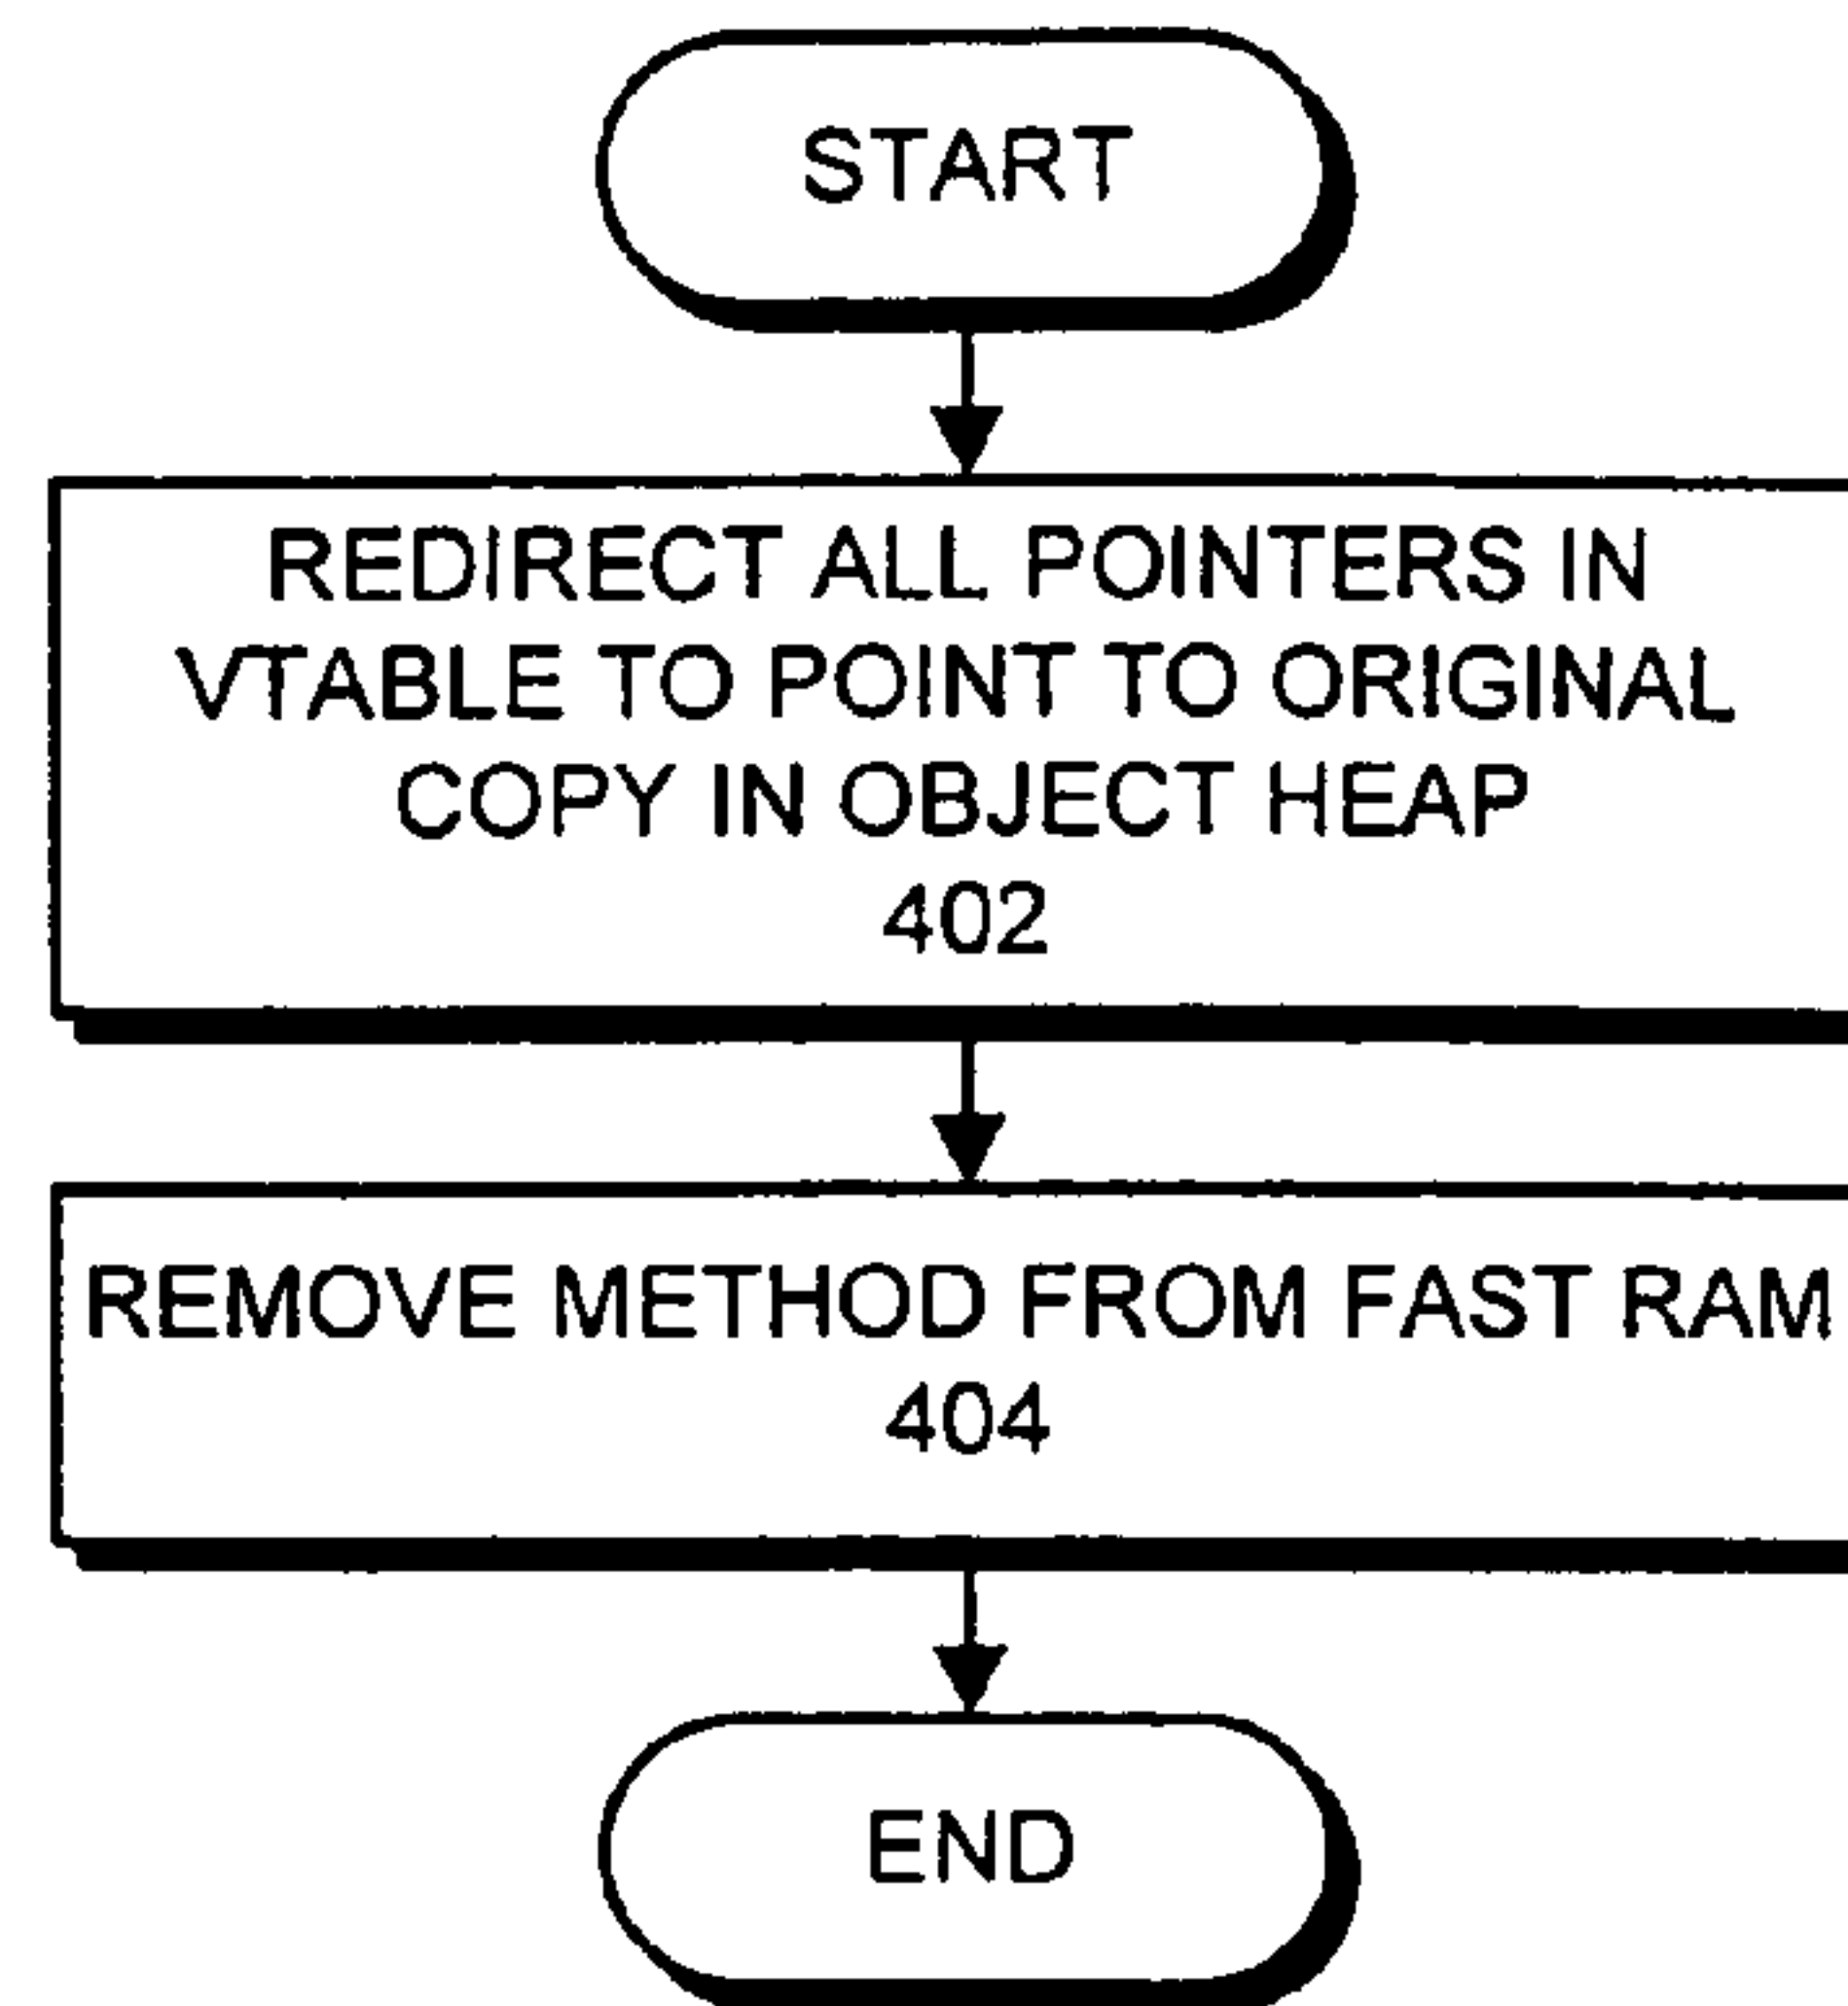 START
REDIRECT ALL POINTERS IN
VTABLE TO POINT TO ORIGINAL
COPY IN OBJECT HEAP
402
REMOVE METHOD FROM FAST RAM
404
END